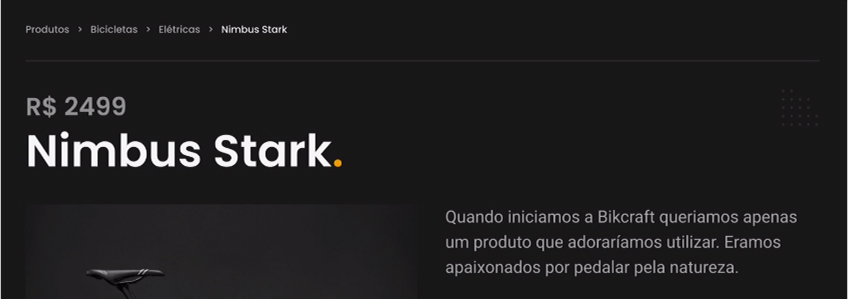 Produtos > Bicicletas > Elétricas > Nimbus Stark
R$ 2499
Nimbus Stark.
Quando iniciamos a Bikcraft queriamos apenas
um produto que adoraríamos utilizar. Eramos
apaixonados por pedalar pela natureza.